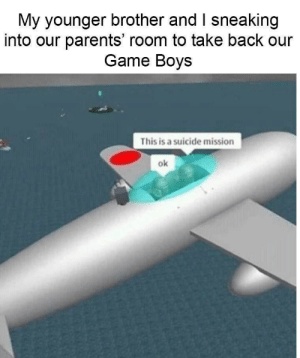 My younger brother and I sneaking
into our parents’ room to take back our
Game Boys
This is a suicide mission
ok